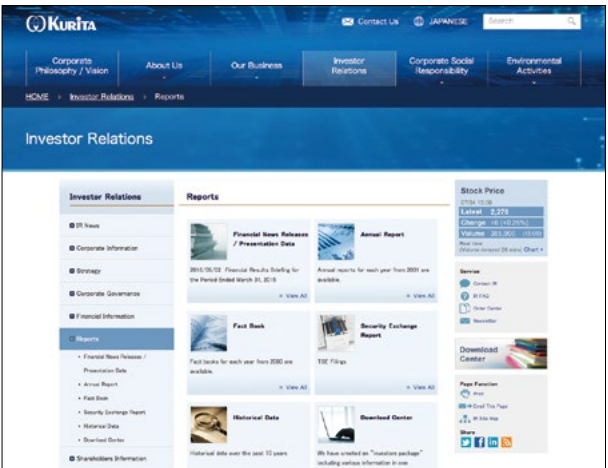 KURITA
Contact Us
JAPANESE
Search
Corporate
Philosophy / Vision
About Us
Our Business
Investor
Relations
Corporate Social
Responsibility
Environmental
Activities
HOME > Investor Relations > Reports
Investor Relations
Investor Relations
IR News
Corporate Information
Strategy
Corporate Governance
Financial Information
Reports
• Financial News Releases /
Presentation Data
• Annual Report
• Fact Book
• Security Exchange Report
• Historical Data
• Download Center
Shareholders Information
Reports
Financial News Releases
/ Presentation Data
Financial Results Briefing for
the Period Ended March 31,
View All
Annual Report
Annual reports for each year from 2001 are
available.
View All
Fact Book
Fact books for each year from 2000 are
available.
View All
Security Exchange
Report
TSE Filings.
View All
Historical Data
Historical data over the past 10 years.
Download Center
We have created an "investors package"
including various information in one
Stock Price
Latest 2,276
Change
Volume
Real time
Chart
Service
Contact IR
IR FAQ
Order Center
Newsletter
Download
Center
Page Function
Print
Email This Page
IR Site Map
Share